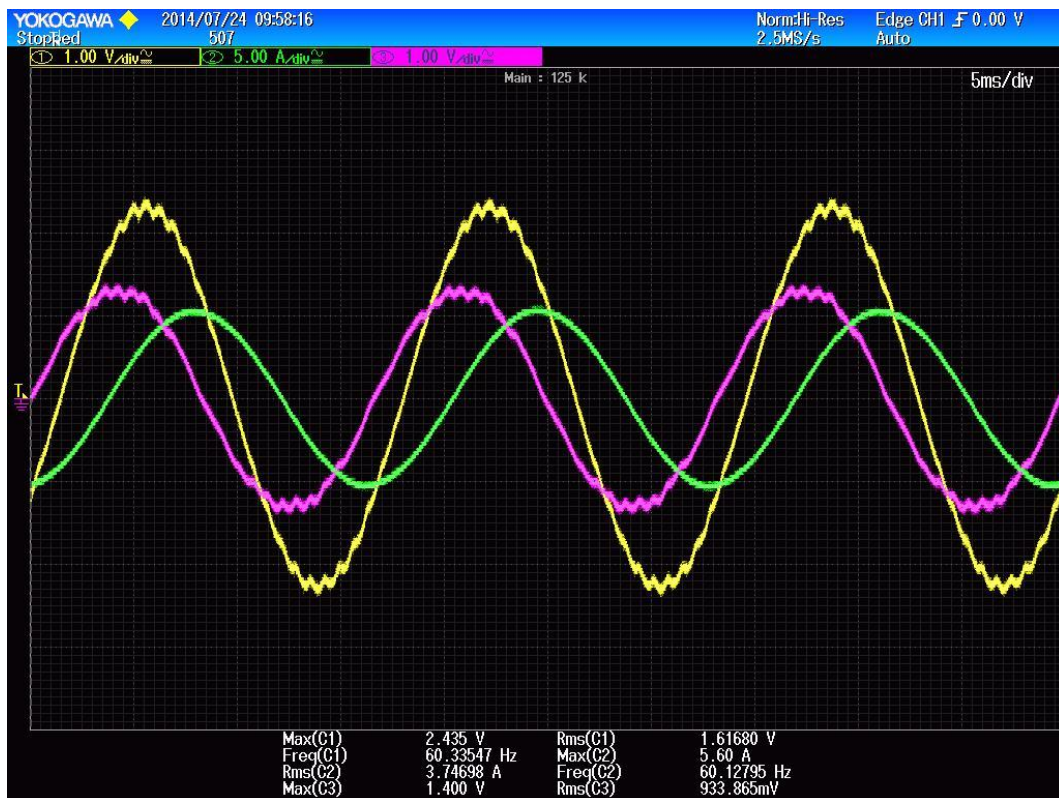 YOKOGAWA 2014/07/24 09:58:16 Norm:Hi-Res Edge CH1 0.00 V
Stopped 507 2.5MS/s Auto
1 1.00 V/div 2 5.00 A/div 3 1.00 V/div
Main : 125 k 5ms/div
T
Max(C1) 2.435 V Rms(C1) 1.61680 V
Freq(C1) 60.33547 Hz Max(C2) 5.60 A
Rms(C2) 3.74698 A Freq(C2) 60.12795 Hz
Max(C3) 1.400 V Rms(C3) 933.865mV